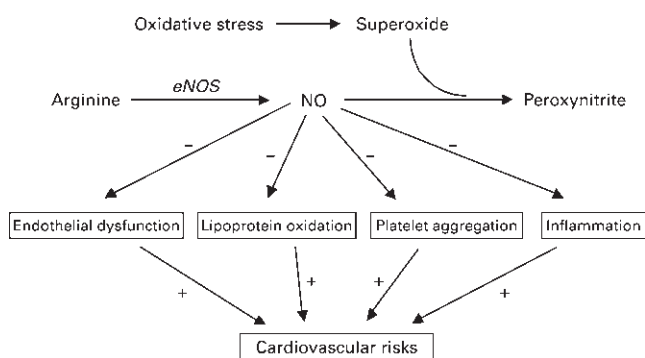 Oxidative stress Superoxide
eNOS
Arginine NO Peroxynitrite
– – – –
Endothelial dysfunction Lipoprotein oxidation Platelet aggregation Inflammation
+ + + +
Cardiovascular risks